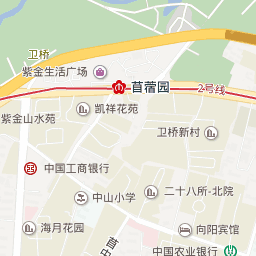 卫桥
紫金生活广场
苜蓿园
2号线
凯祥花苑
紫金山水苑
卫桥新村
中国工商银行
二十八所-北院
中山小学
海月花园
向阳宾馆
苜
中国农业银行